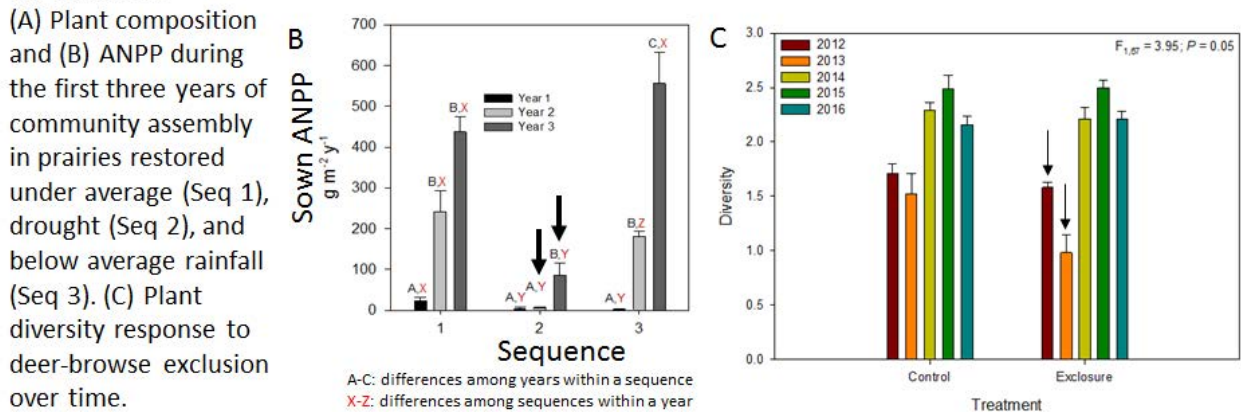 (A) Plant composition
and (B) ANPP during
the first three years of
community assembly
in prairies restored
under average (Seq 1),
drought (Seq 2), and
below average rainfall
(Seq 3). (C) Plant
diversity response to
deer-browse exclusion
over time.
B
Sown ANPP
g m⁻² y⁻¹
700
600
500
400
300
200
100
0
Year 1
Year 2
Year 3
A,X
B,X
B,X
A,Y
A,Y
B,Y
A,Y
B,Z
C,X
1 2 3
Sequence
A-C: differences among years within a sequence
X-Z: differences among sequences within a year
C
Diversity
3.0
2.5
2.0
1.5
1.0
0.5
0.0
2012
2013
2014
2015
2016
F1,67 = 3.95; P = 0.05
Control Exclosure
Treatment